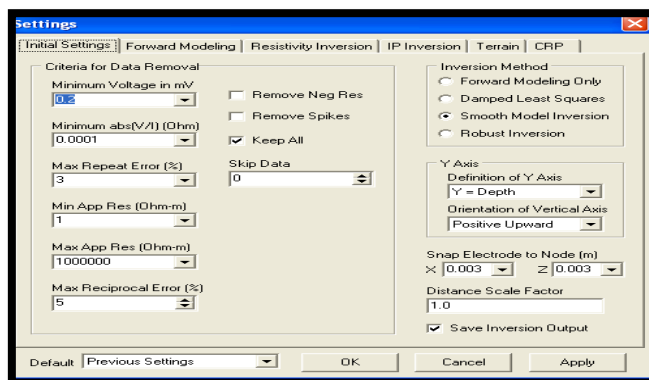 Settings
Initial Settings Forward Modeling Resistivity Inversion IP Inversion Terrain CRP
Criteria for Data Removal
Minimum Voltage in mV
0.2
Minimum abs(V/I) (Ohm)
0.0001
Max Repeat Error (%)
3
Min App Res (Ohm-m)
1
Max App Res (Ohm-m)
1000000
Max Reciprocal Error (%)
5
Remove Neg Res
Remove Spikes
Keep All
Skip Data
0
Inversion Method
Forward Modeling Only
Damped Least Squares
Smooth Model Inversion
Robust Inversion
Y Axis
Definition of Y Axis
Y = Depth
Orientation of Vertical Axis
Positive Upward
Snap Electrode to Node (m)
X 0.003 Z 0.003
Distance Scale Factor
1.0
Save Inversion Output
Default Previous Settings OK Cancel Apply